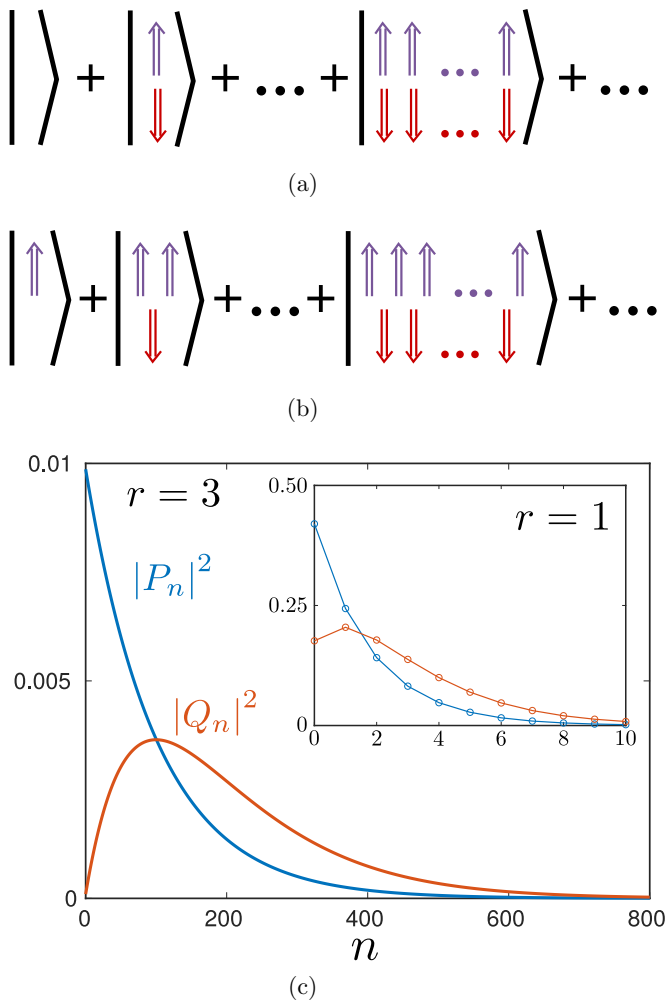 | ⟩ + | ⇑ ⟩ + ••• + | ⇑ ⇑ ••• ⇑ ⟩ + •••
⇓ ⇓ ⇓ ••• ⇓
(a)
| ⇑ ⟩ + | ⇑ ⇑ ⟩ + ••• + | ⇑ ⇑ ⇑ ••• ⇑ ⟩ + •••
⇓ ⇓ ⇓ ••• ⇓
(b)
0.01
r = 3
0.50
r = 1
|P_n|^2
0.25
0.005
|Q_n|^2
0
0 2 4 6 8 10
0
0 200 400 600 800
n
(c)